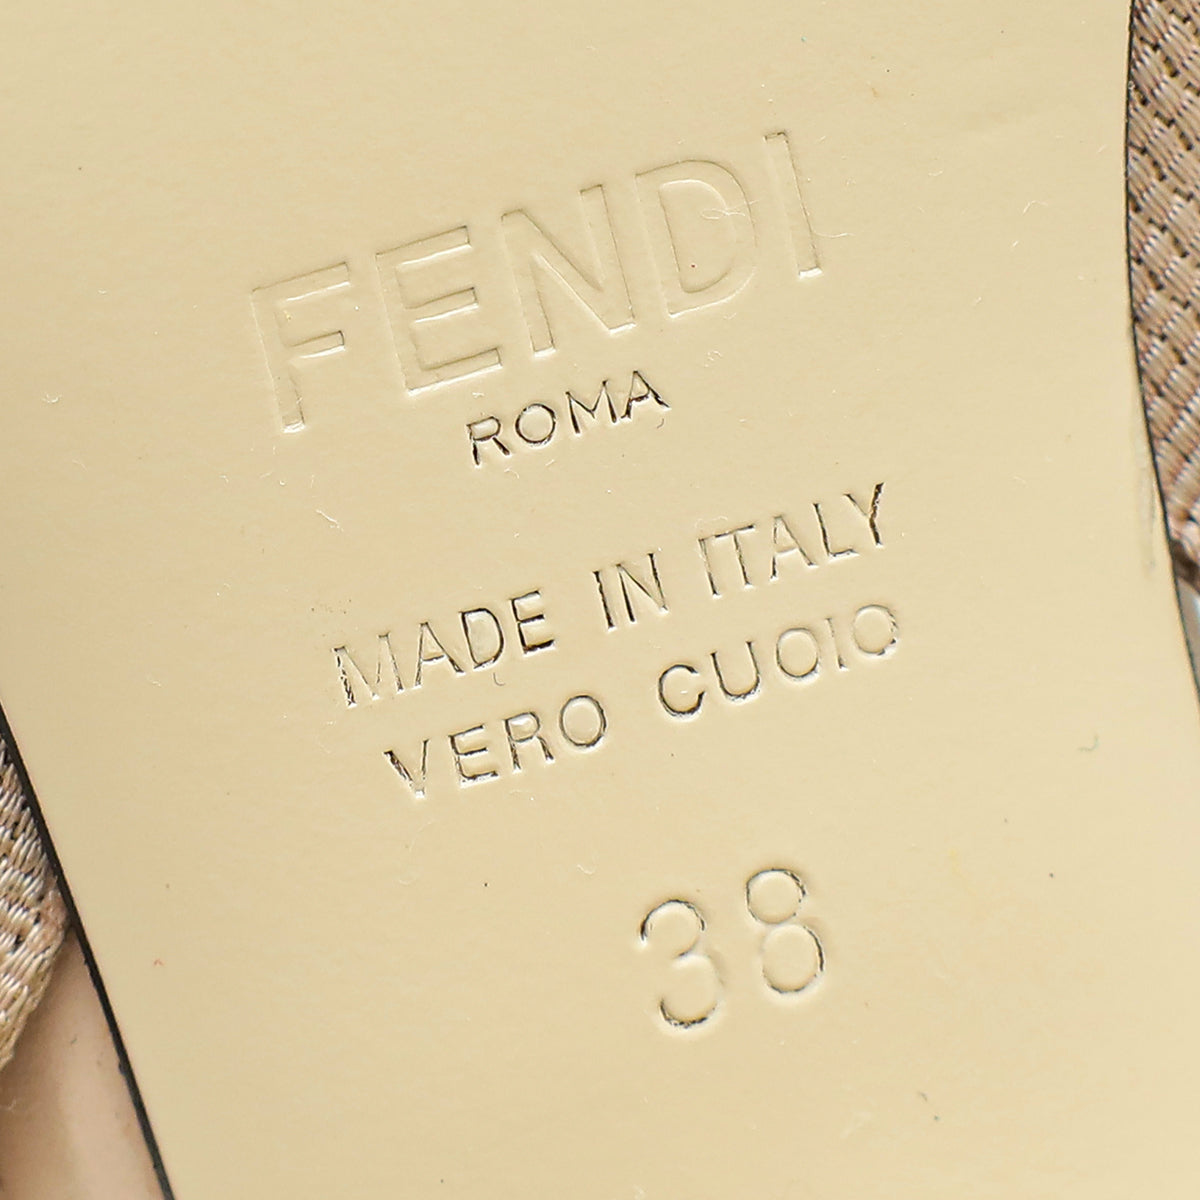 FENDI
ROMA
MADE IN ITALY
VERO CUOIO
38